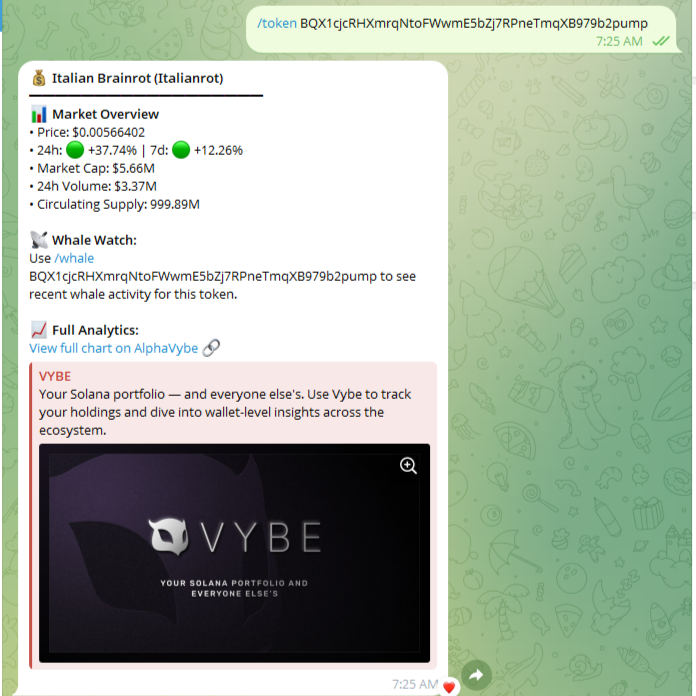 /token BQX1cjcRHXmrqNtoFWwmE5bZj7RPneTmqXB979b2pump
7:25 AM
Italian Brainrot (Italianrot)
Market Overview
• Price: $0.00566402
• 24h: +37.74% | 7d: +12.26%
• Market Cap: $5.66M
• 24h Volume: $3.37M
• Circulating Supply: 999.89M
Whale Watch:
Use /whale
BQX1cjcRHXmrqNtoFWwmE5bZj7RPneTmqXB979b2pump to see
recent whale activity for this token.
Full Analytics:
View full chart on AlphaVybe
VYBE
Your Solana portfolio — and everyone else's. Use Vybe to track
your holdings and dive into wallet-level insights across the
ecosystem.
VYBE
YOUR SOLANA PORTFOLIO AND
EVERYONE ELSE'S
7:25 AM